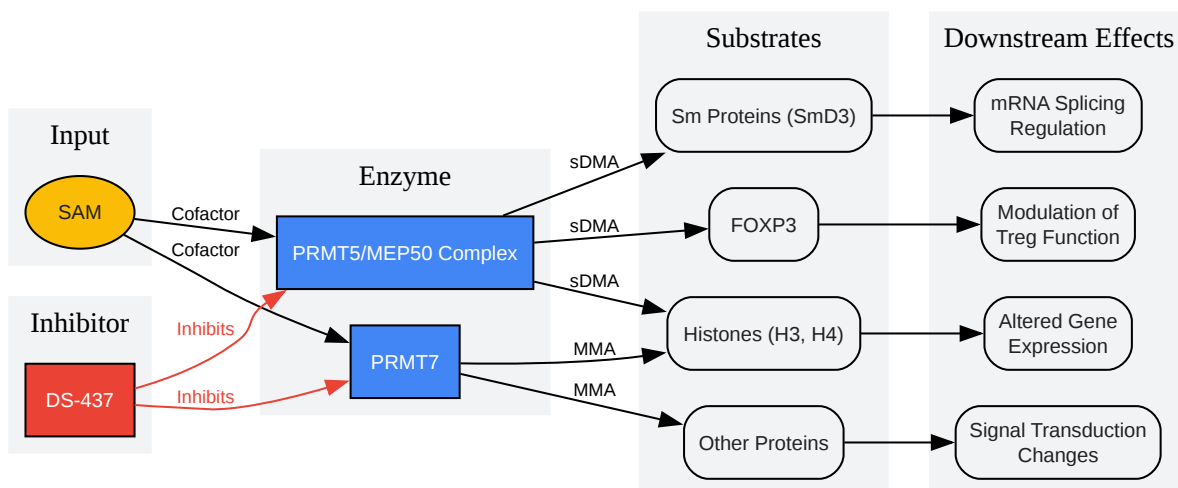 Input
SAM
Inhibitor
DS-437
Cofactor
Cofactor
Inhibits
Inhibits
Enzyme
PRMT5/MEP50 Complex
PRMT7
sDMA
sDMA
sDMA
MMA
MMA
Substrates
Sm Proteins (SmD3)
FOXP3
Histones (H3, H4)
Other Proteins
Downstream Effects
mRNA Splicing
Regulation
Modulation of
Treg Function
Altered Gene
Expression
Signal Transduction
Changes